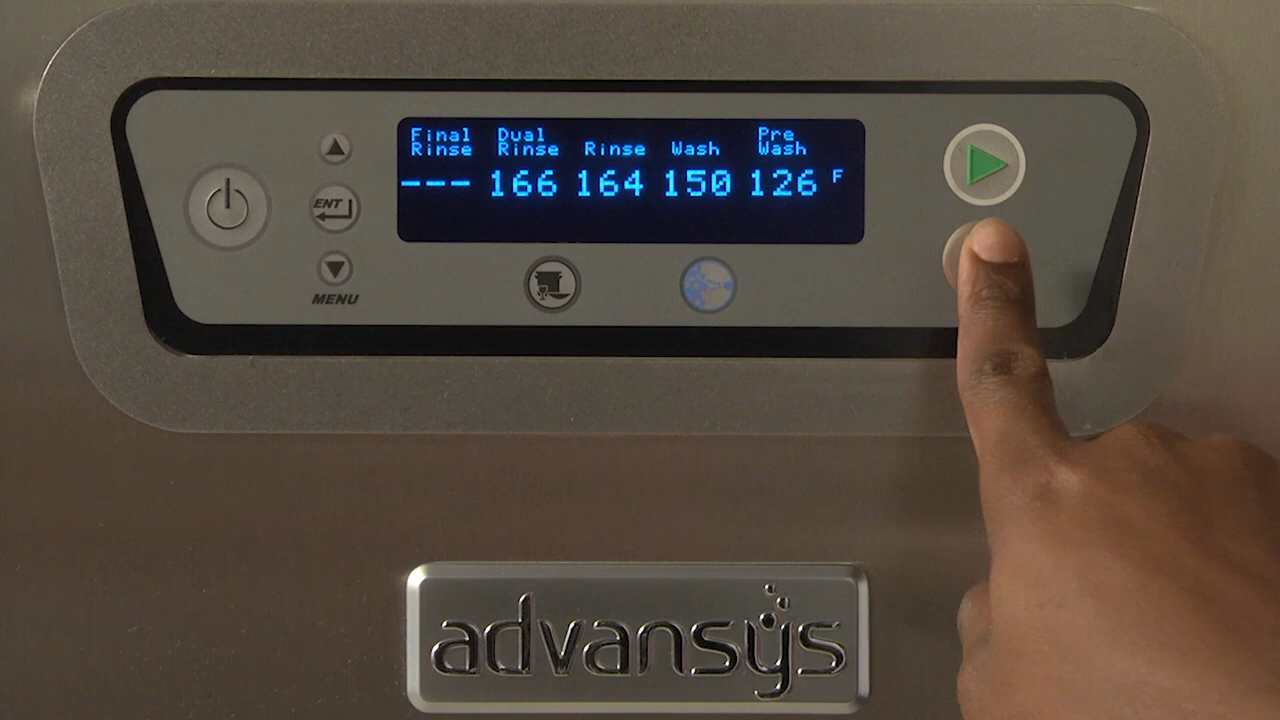 Final Dual Pre
Rinse Rinse Rinse Wash Wash
--- 166 164 150 126 F
ENT
MENU
advansys